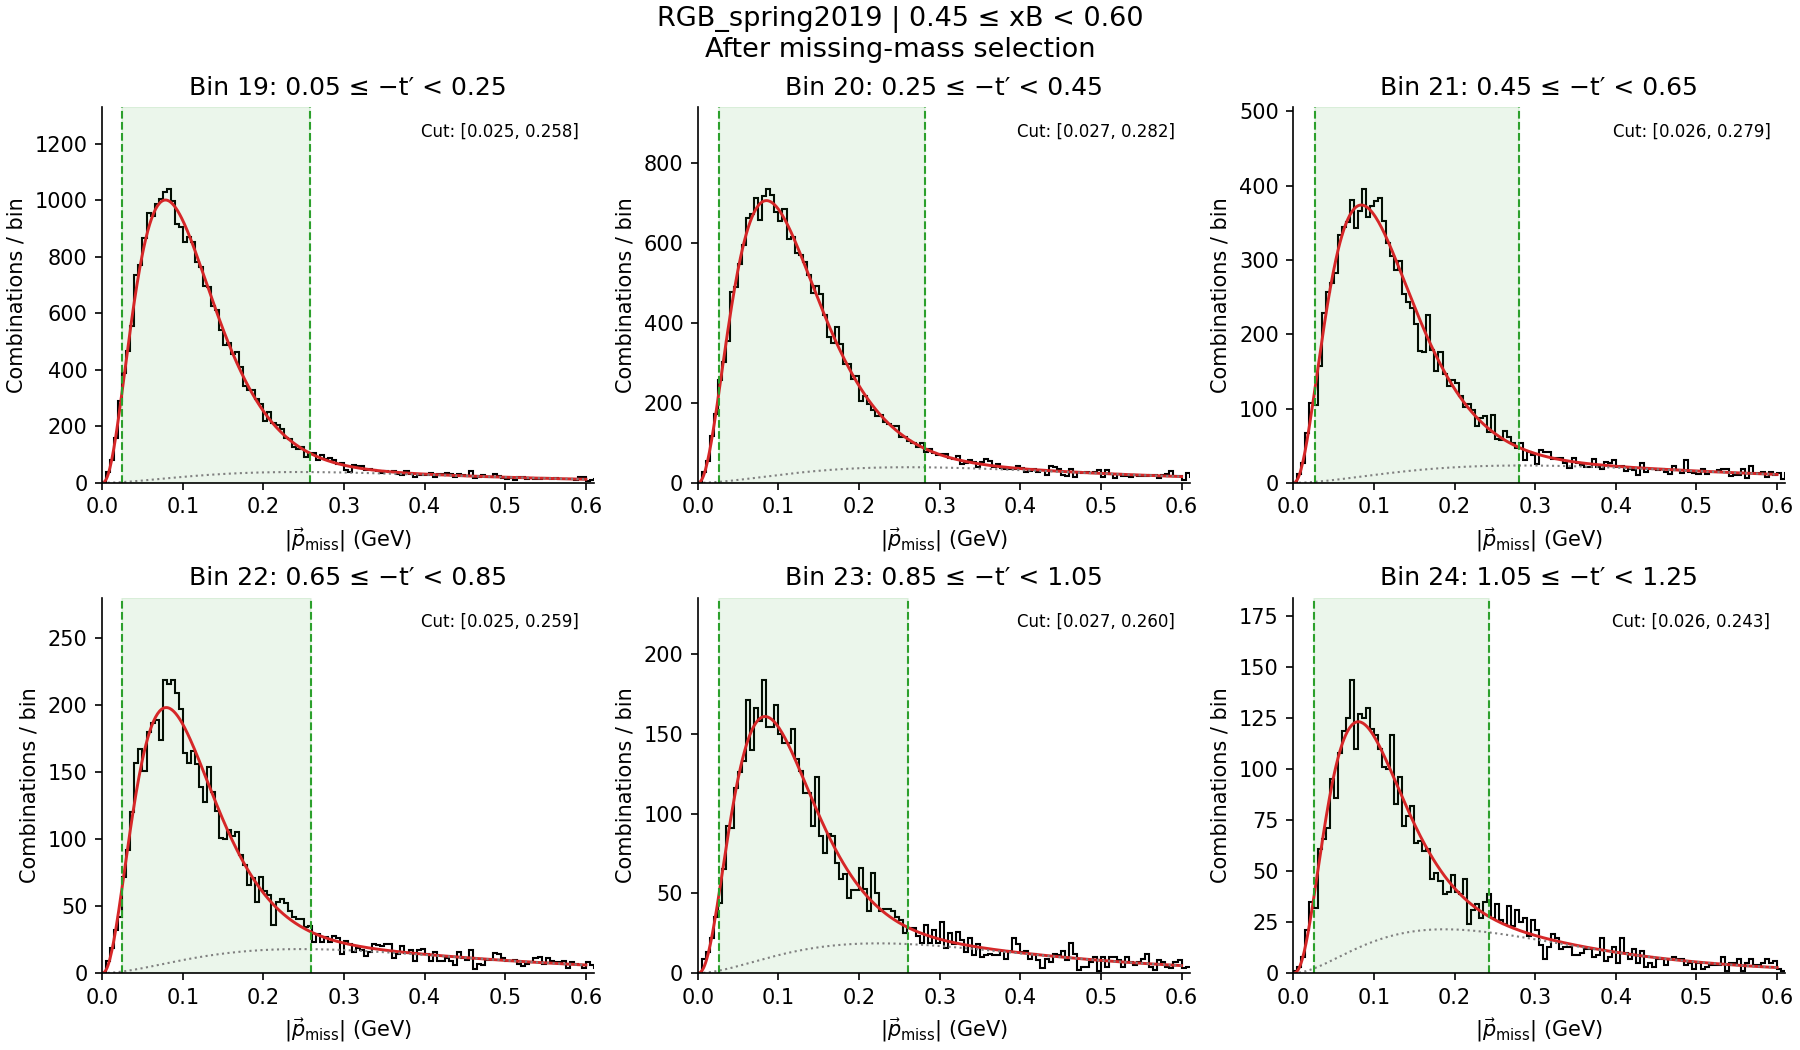 RGB_spring2019 | 0.45 ≤ xB < 0.60
After missing-mass selection
Bin 19: 0.05 ≤ −t′ < 0.25
Cut: [0.025, 0.258]
Combinations / bin
1200
1000
800
600
400
200
0
0.0 0.1 0.2 0.3 0.4 0.5 0.6
|p⃗miss| (GeV)
Bin 20: 0.25 ≤ −t′ < 0.45
Cut: [0.027, 0.282]
Combinations / bin
800
600
400
200
0
0.0 0.1 0.2 0.3 0.4 0.5 0.6
|p⃗miss| (GeV)
Bin 21: 0.45 ≤ −t′ < 0.65
Cut: [0.026, 0.279]
Combinations / bin
500
400
300
200
100
0
0.0 0.1 0.2 0.3 0.4 0.5 0.6
|p⃗miss| (GeV)
Bin 22: 0.65 ≤ −t′ < 0.85
Cut: [0.025, 0.259]
Combinations / bin
250
200
150
100
50
0
0.0 0.1 0.2 0.3 0.4 0.5 0.6
|p⃗miss| (GeV)
Bin 23: 0.85 ≤ −t′ < 1.05
Cut: [0.027, 0.260]
Combinations / bin
200
150
100
50
0
0.0 0.1 0.2 0.3 0.4 0.5 0.6
|p⃗miss| (GeV)
Bin 24: 1.05 ≤ −t′ < 1.25
Cut: [0.026, 0.243]
Combinations / bin
175
150
125
100
75
50
25
0
0.0 0.1 0.2 0.3 0.4 0.5 0.6
|p⃗miss| (GeV)